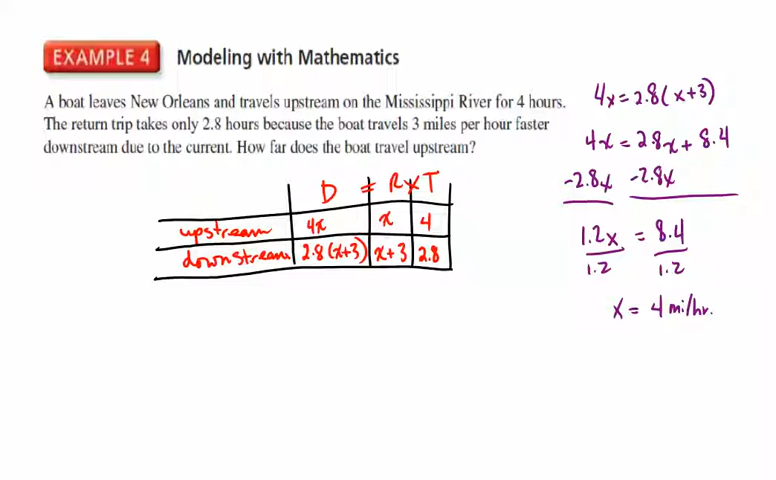 EXAMPLE 4 Modeling with Mathematics
A boat leaves New Orleans and travels upstream on the Mississippi River for 4 hours.
The return trip takes only 2.8 hours because the boat travels 3 miles per hour faster
downstream due to the current. How far does the boat travel upstream?
D = R x T
upstream 4x x 4
downstream 2.8(x+3) x+3 2.8
4x = 2.8(x+3)
4x = 2.8x + 8.4
-2.8x -2.8x
1.2x = 8.4
1.2 1.2
x = 4 mi/hr.